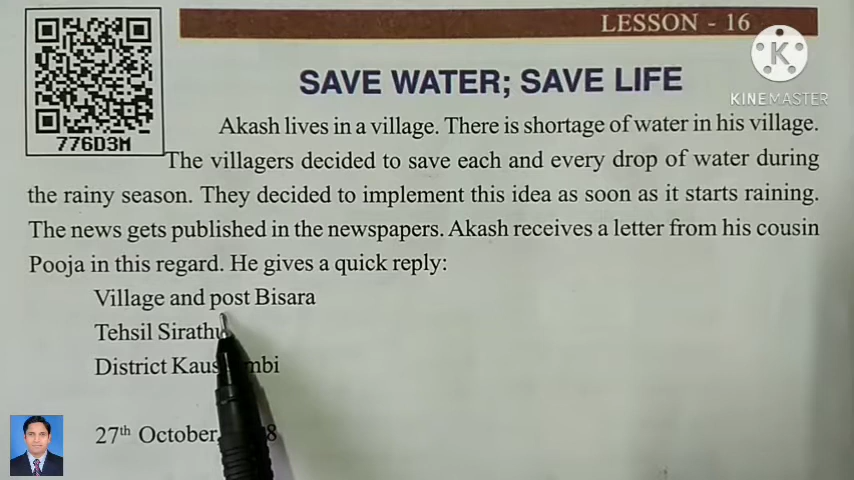 LESSON - 16
KINEMASTER
SAVE WATER; SAVE LIFE
776D3M
Akash lives in a village. There is shortage of water in his village.
The villagers decided to save each and every drop of water during
the rainy season. They decided to implement this idea as soon as it starts raining.
The news gets published in the newspapers. Akash receives a letter from his cousin
Pooja in this regard. He gives a quick reply:
Village and post Bisara
Tehsil Sirathu
District
27th October,